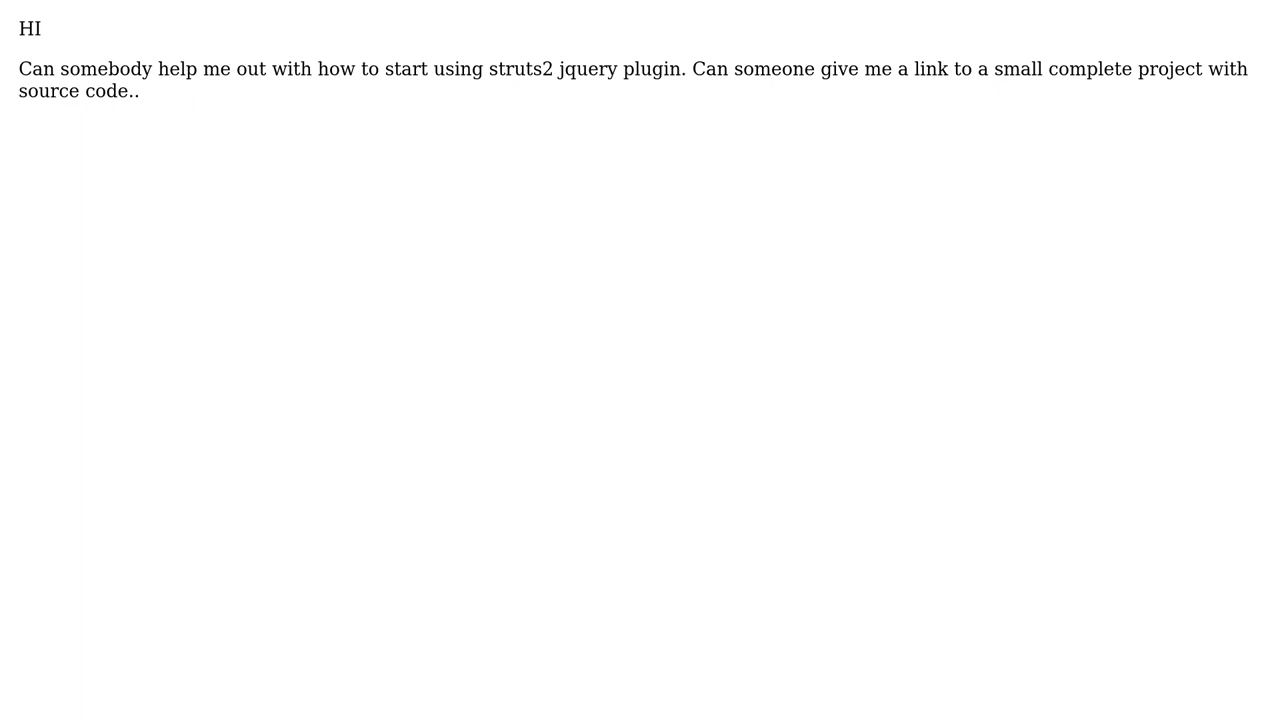 HI
Can somebody help me out with how to start using struts2 jquery plugin. Can someone give me a link to a small complete project with
source code..